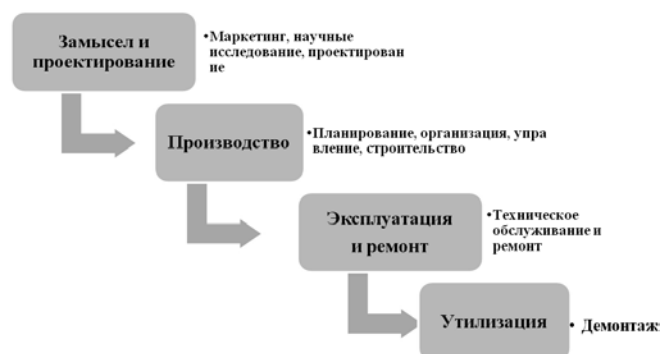 Замысел и
проектирование
•Маркетинг, научные
исследование, проектирован
ие
Производство
•Планирование, организация, упра
вление, строительство
Эксплуатация
и ремонт
•Техническое
обслуживание и
ремонт
Утилизация
• Демонтаж